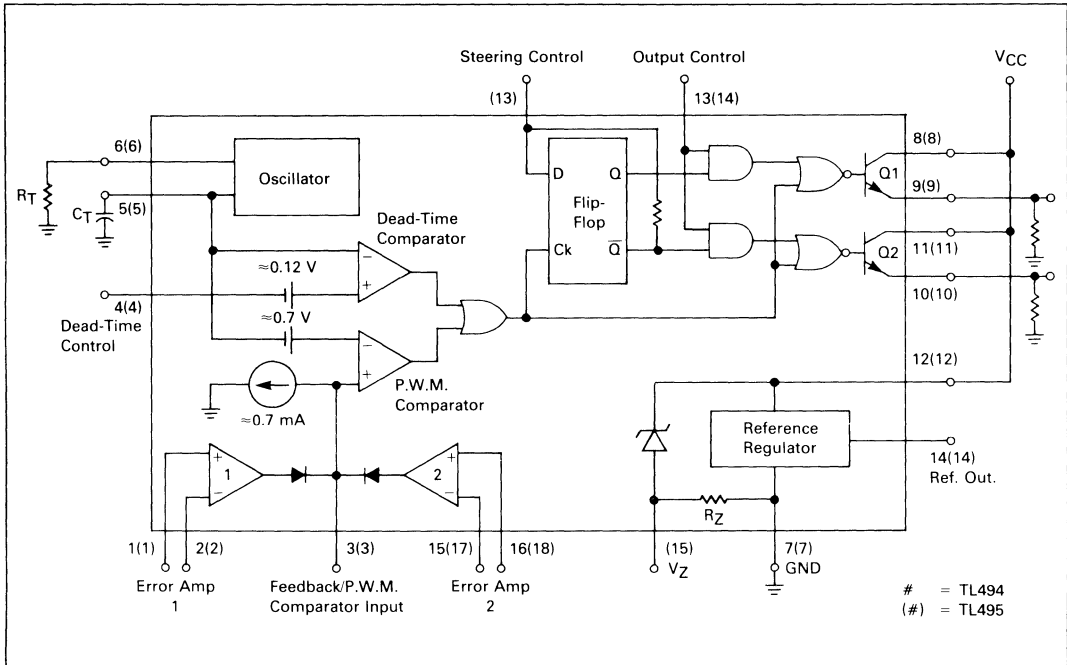 Steering Control
Output Control
VCC
(13)
13(14)
6(6)
8(8)
Oscillator
D
Q
Q1
RT
Flip-
Flop
9(9)
CT
5(5)
Dead-Time
Comparator
−
+
≈0.12 V
Ck
Q̅
Q2
11(11)
4(4)
10(10)
Dead-Time
Control
≈0.7 V
−
+
P.W.M.
Comparator
12(12)
≈0.7 mA
Reference
Regulator
14(14)
Ref. Out.
+
1
−
2
+
−
RZ
1(1)
2(2)
3(3)
15(17)
16(18)
(15)
7(7)
VZ
GND
Error Amp
1
Feedback/P.W.M.
Comparator Input
Error Amp
2
# = TL494
(#) = TL495